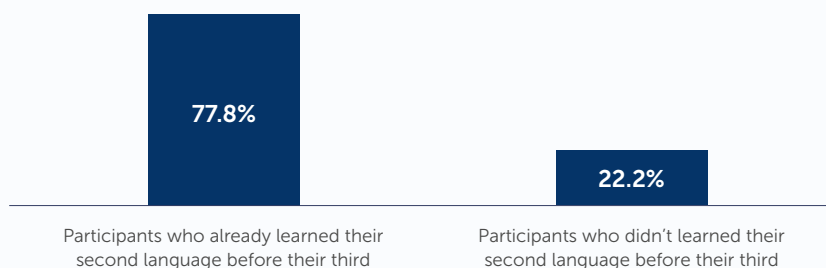 77.8%
22.2%
Participants who already learned their
second language before their third
Participants who didn't learned their
second language before their third